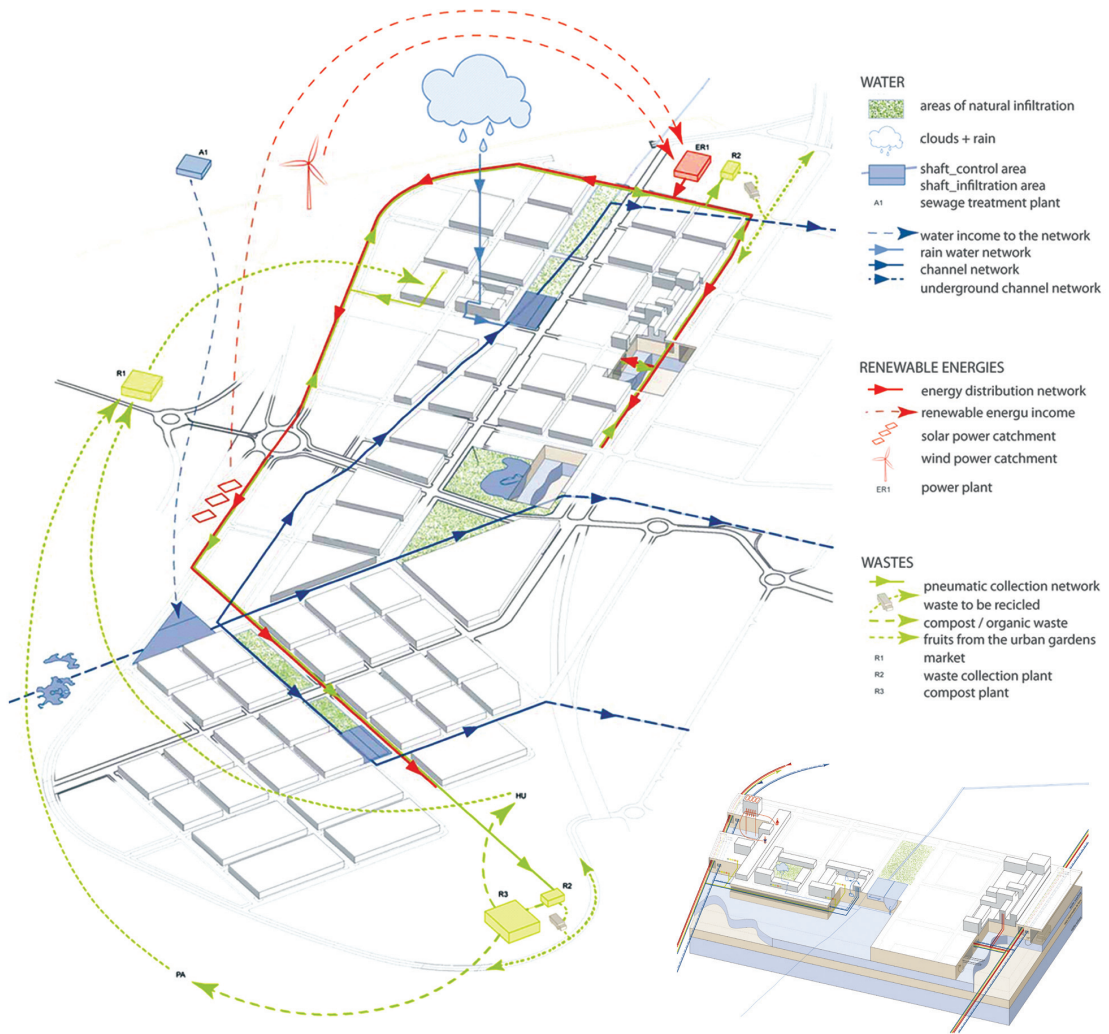 WATER
areas of natural infiltration
clouds + rain
shaft_control area
shaft_infiltration area
A1 sewage treatment plant
water income to the network
rain water network
channel network
underground channel network
RENEWABLE ENERGIES
energy distribution network
renewable energu income
solar power catchment
wind power catchment
ER1 power plant
WASTES
pneumatic collection network
waste to be recicled
compost / organic waste
fruits from the urban gardens
R1 market
R2 waste collection plant
R3 compost plant
A1
ER1
R2
R1
HU
R3
R2
PA